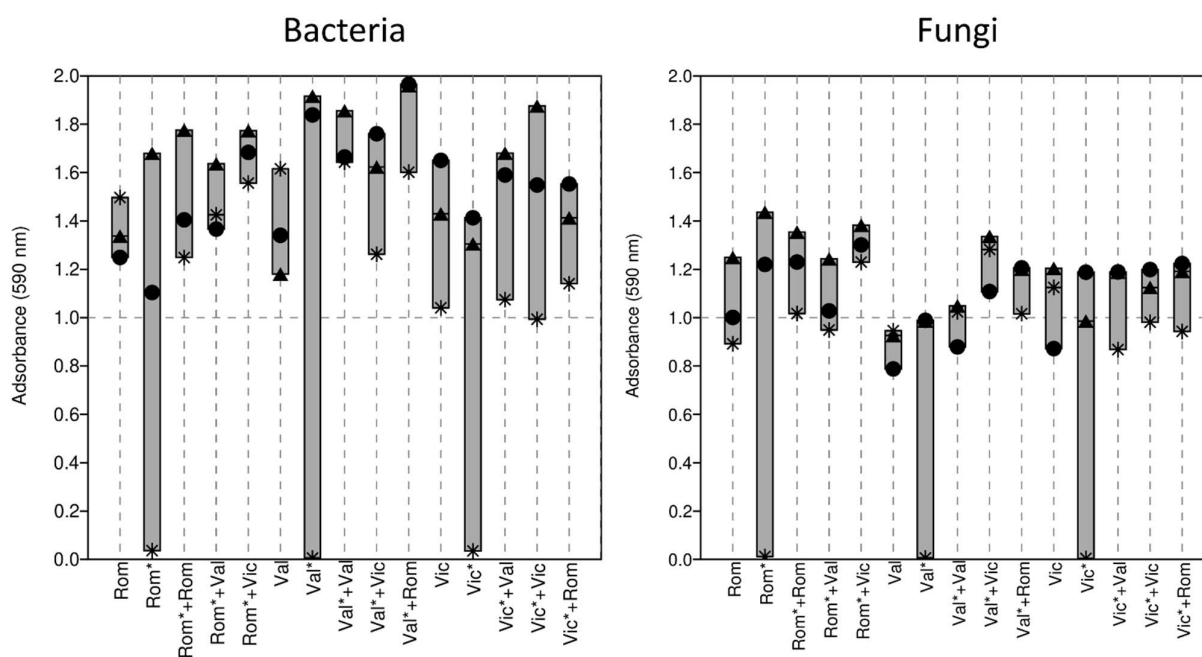 Bacteria
Fungi
Adsorbance (590 nm)
2.0
1.8
1.6
1.4
1.2
1.0
0.8
0.6
0.4
0.2
0.0
Rom
Rom*
Rom*+Rom
Rom*+Val
Rom*+Vic
Val
Val*
Val*+Val
Val*+Vic
Val*+Rom
Vic
Vic*
Vic*+Val
Vic*+Vic
Vic*+Rom
Adsorbance (590 nm)
2.0
1.8
1.6
1.4
1.2
1.0
0.8
0.6
0.4
0.2
0.0
Rom
Rom*
Rom*+Rom
Rom*+Val
Rom*+Vic
Val
Val*
Val*+Val
Val*+Vic
Val*+Rom
Vic
Vic*
Vic*+Val
Vic*+Vic
Vic*+Rom